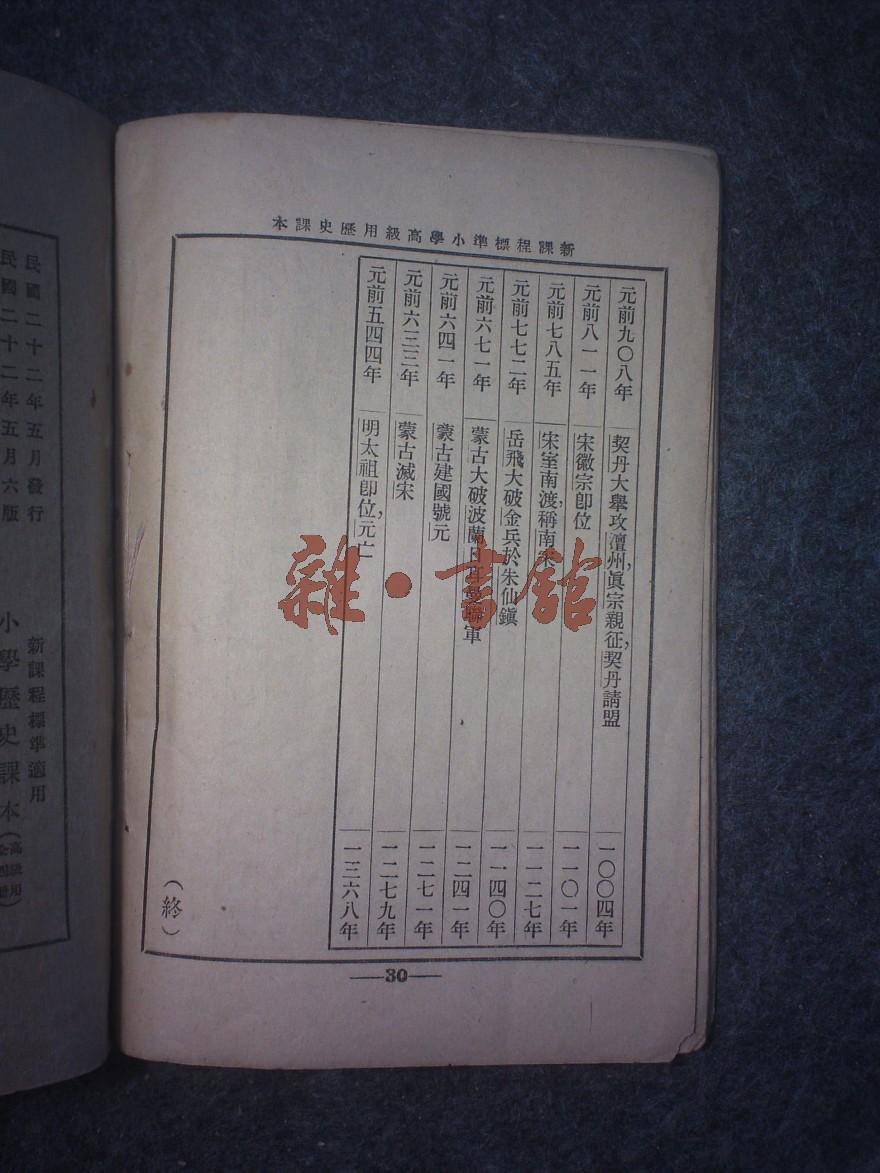 新課程標準小學高級用歷史課本
元前九〇八年 契丹大舉攻澶州,眞宗親征,契丹請盟 一〇〇四年
元前八一一年 宋徽宗卽位 一一〇一年
元前七八五年 宋室南渡,稱南宋 一一二七年
元前七七二年 岳飛大破金兵於朱仙鎭 一一四〇年
元前六七一年 蒙古大破波蘭日耳曼聯軍 一二四一年
元前六四一年 蒙古建國號元 一二七一年
元前六三三年 蒙古滅宋 一二七九年
元前五四四年 明太祖卽位,元亡 一三六八年
(終)
30
雜·書舘
新課程標準適用
小學歷史課本(高級用
民國二十二年五月發行
民國二十二年五月六版